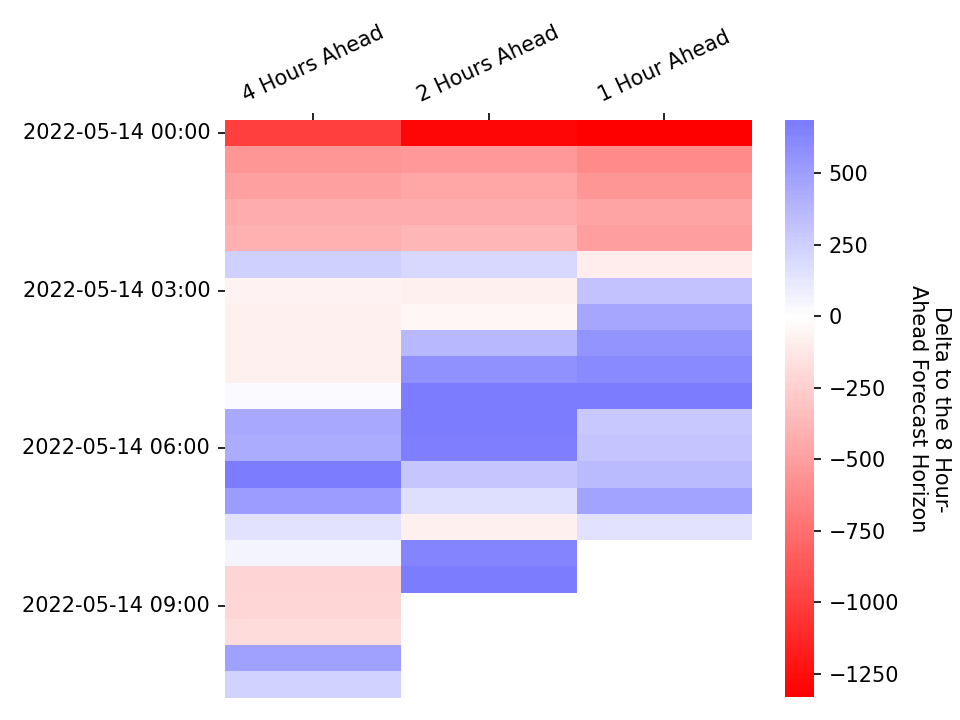 4 Hours Ahead
2 Hours Ahead
1 Hour Ahead
2022-05-14 00:00
2022-05-14 03:00
2022-05-14 06:00
2022-05-14 09:00
500
250
0
−250
−500
−750
−1000
−1250
Delta to the 8 Hour-
Ahead Forecast Horizon